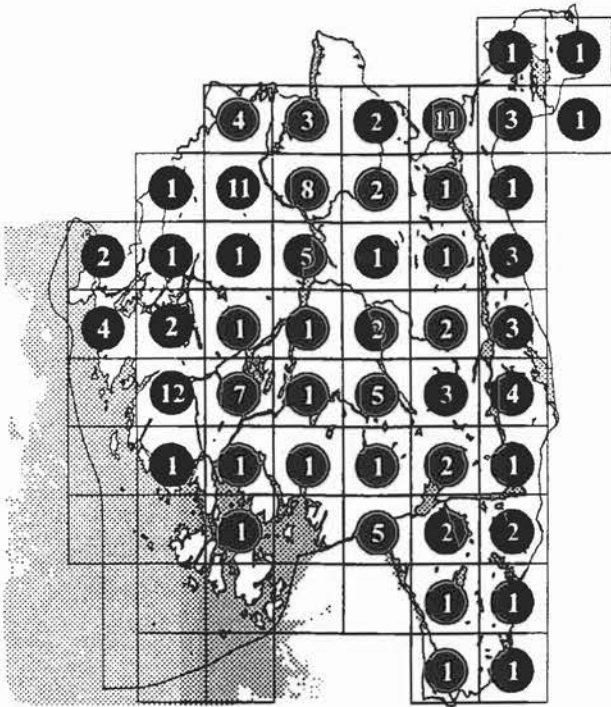 1 1
4 3 2 11 3 1
1 11 8 2 1 1
2 1 1 5 1 1 3
4 2 1 1 2 2 3
12 7 1 5 3 4
1 1 1 1 2 1
1 5 2 2
1 1
1 1